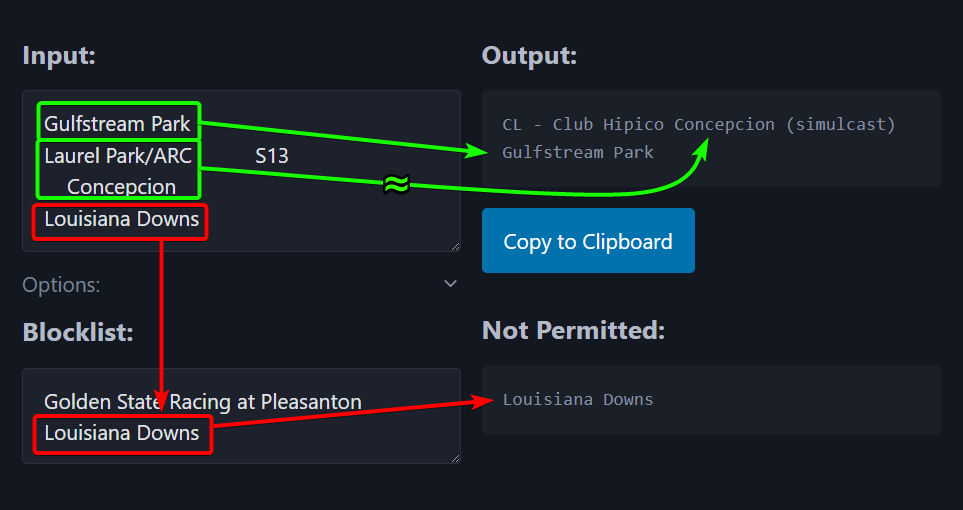 Input:
Gulfstream Park
Laurel Park/ARC S13
Concepcion
Louisiana Downs
Options:
Blocklist:
Golden State Racing at Pleasanton
Louisiana Downs
Output:
CL - Club Hipico Concepcion (simulcast)
Gulfstream Park
Copy to Clipboard
Not Permitted:
Louisiana Downs
≈